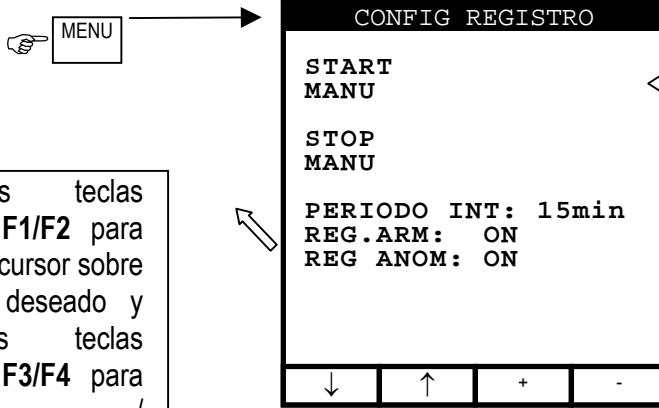 MENU
CONFIG REGISTRO
START
MANU
STOP
MANU
PERIODO INT: 15min
REG.ARM: ON
REG ANOM: ON
↓ ↑ + -
teclas
F1/F2 para
cursor sobre
deseado y
teclas
F3/F4 para